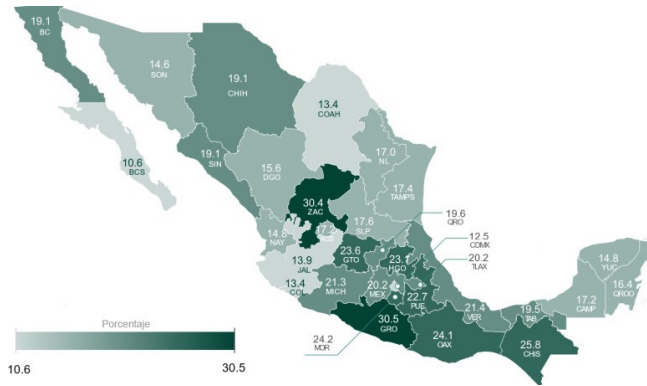 19.1
BC
14.6
SON
19.1
CHIH
13.4
COAH
10.6
BCS
19.1
SIN
15.6
DGO
17.0
NL
17.4
TAMPS
30.4
ZAC
17.6
SLP
14.8
NAY
17.2
AGS
19.6
QRO
12.5
CDMX
20.2
TLAX
13.9
JAL
23.6
GTO
23.1
HGO
13.4
COL
21.3
MICH
20.2
MEX
22.7
PUE
21.4
VER
19.5
TAB
14.8
YUC
16.4
QROO
17.2
CAMP
30.5
GRO
24.1
OAX
25.8
CHIS
24.2
MOR
Porcentaje
10.6
30.5